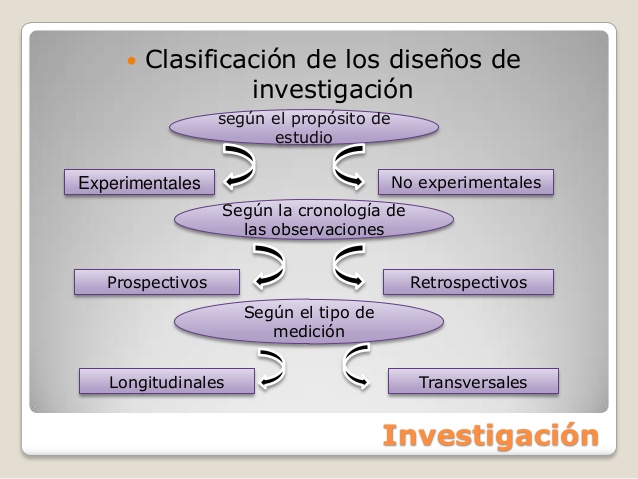 • Clasificación de los diseños de
investigación
según el propósito de
estudio
Experimentales
No experimentales
Según la cronología de
las observaciones
Prospectivos
Retrospectivos
Según el tipo de
medición
Longitudinales
Transversales
Investigación